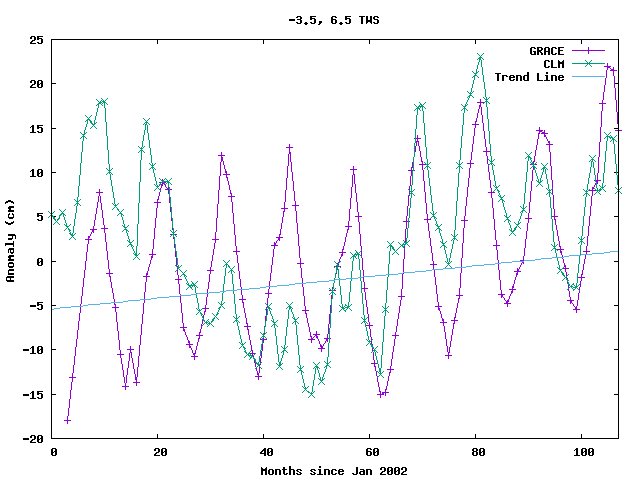 -3.5, 6.5 TWS
GRACE
CLM
Trend Line
25
20
15
10
5
0
-5
-10
-15
-20
Anomaly (cm)
0 20 40 60 80 100
Months since Jan 2002